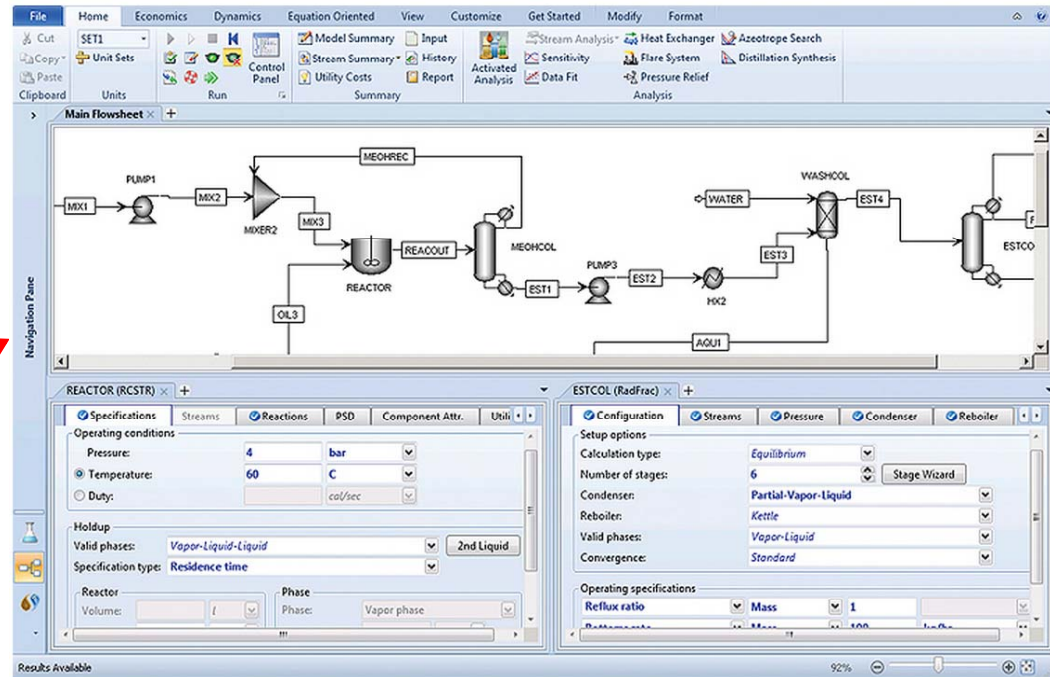 File Home Economics Dynamics Equation Oriented View Customize Get Started Modify Format
Cut SET1 Model Summary Input Stream Analysis Heat Exchanger Azeotrope Search
Copy Unit Sets Stream Summary History Sensitivity Flare System Distillation Synthesis
Paste Control Panel Utility Costs Report Activated Analysis Data Fit Pressure Relief
Clipboard Units Run Summary Analysis
Main Flowsheet
MEOHREC
PUMP1 WASHCOL
MIX1 MIX2 WATER EST4
MIXER2 MIX3
REACOUT MEOHCOL EST3 ESTCO
PUMP3
REACTOR EST1 EST2 HX2
OIL3
AQU1
Navigation Pane
REACTOR (RCSTR) ESTCOL (RadFrac)
Specifications Streams Reactions PSD Component Attr. Utili
Operating conditions
Pressure: 4 bar
Temperature: 60 C
Duty: cal/sec
Holdup
Valid phases: Vapor-Liquid-Liquid 2nd Liquid
Specification type: Residence time
Reactor Phase
Volume: l Phase: Vapor phase
Configuration Streams Pressure Condenser Reboiler
Setup options
Calculation type: Equilibrium
Number of stages: 6 Stage Wizard
Condenser: Partial-Vapor-Liquid
Reboiler: Kettle
Valid phases: Vapor-Liquid
Convergence: Standard
Operating specifications
Reflux ratio Mass 1
Results Available 92%